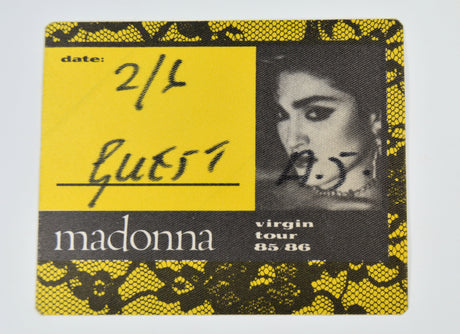 date:
2/6
GUEST
A.J.
madonna
virgin
tour
85/86